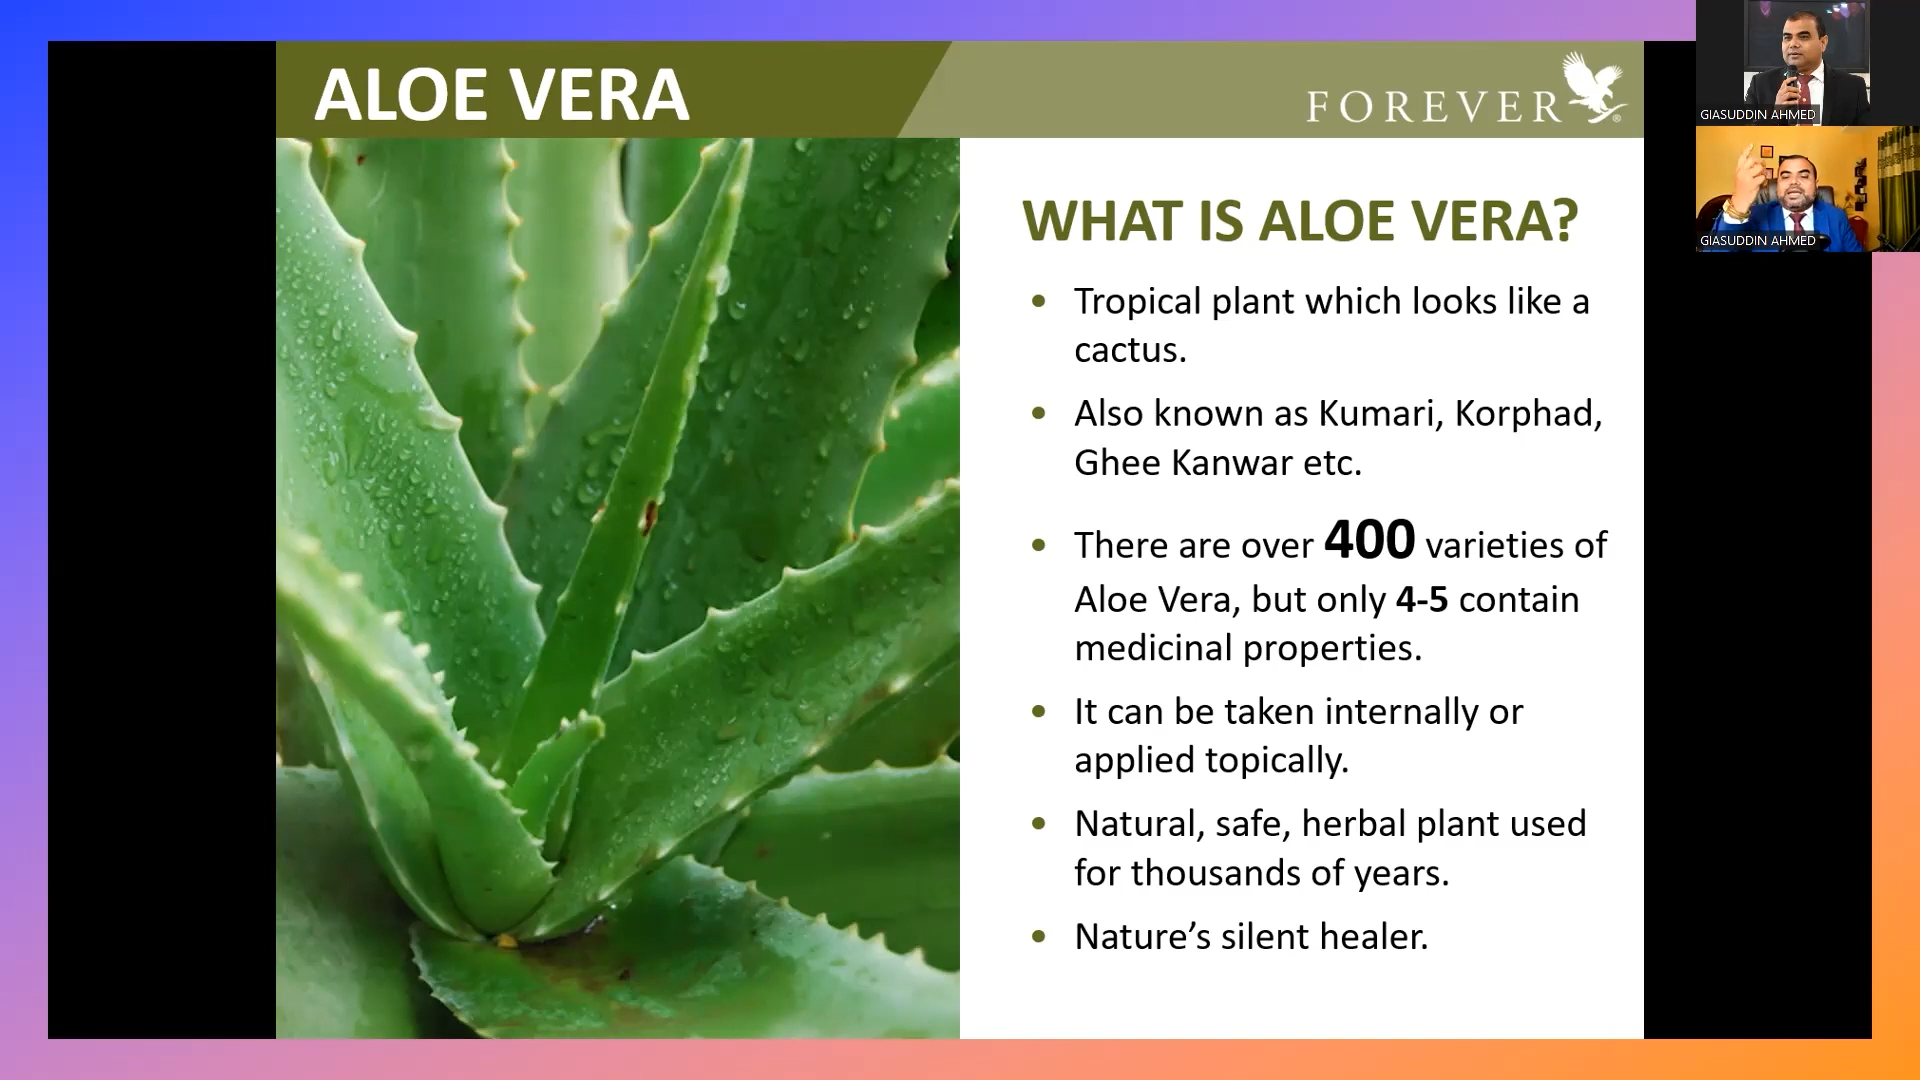 ALOE VERA
FOREVER
GIASUDDIN AHMED
GIASUDDIN AHMED
WHAT IS ALOE VERA?
• Tropical plant which looks like a
cactus.
• Also known as Kumari, Korphad,
Ghee Kanwar etc.
• There are over 400 varieties of
Aloe Vera, but only 4-5 contain
medicinal properties.
• It can be taken internally or
applied topically.
• Natural, safe, herbal plant used
for thousands of years.
• Nature’s silent healer.